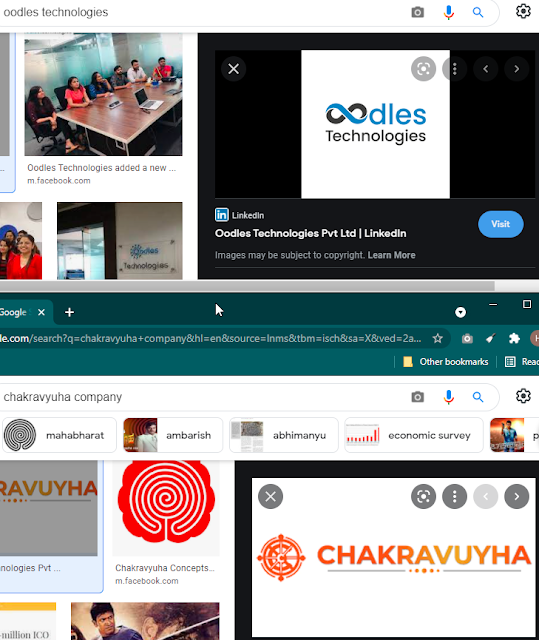 oodles technologies
Oodles Technologies added a new ...
m.facebook.com
Oodles
Technologies
Oodles
Technologies
LinkedIn
Oodles Technologies Pvt Ltd | LinkedIn
Visit
Images may be subject to copyright. Learn More
Google
le.com/search?q=chakravyuha+company&hl=en&source=lnms&tbm=isch&sa=X&ved=2a...
Other bookmarks
Reac
chakravyuha company
mahabharat
ambarish
abhimanyu
economic survey
p
RAVUYHA
nologies Pvt ...
Chakravyuha Concepts...
m.facebook.com
CHAKRAVUYHA
-million ICO